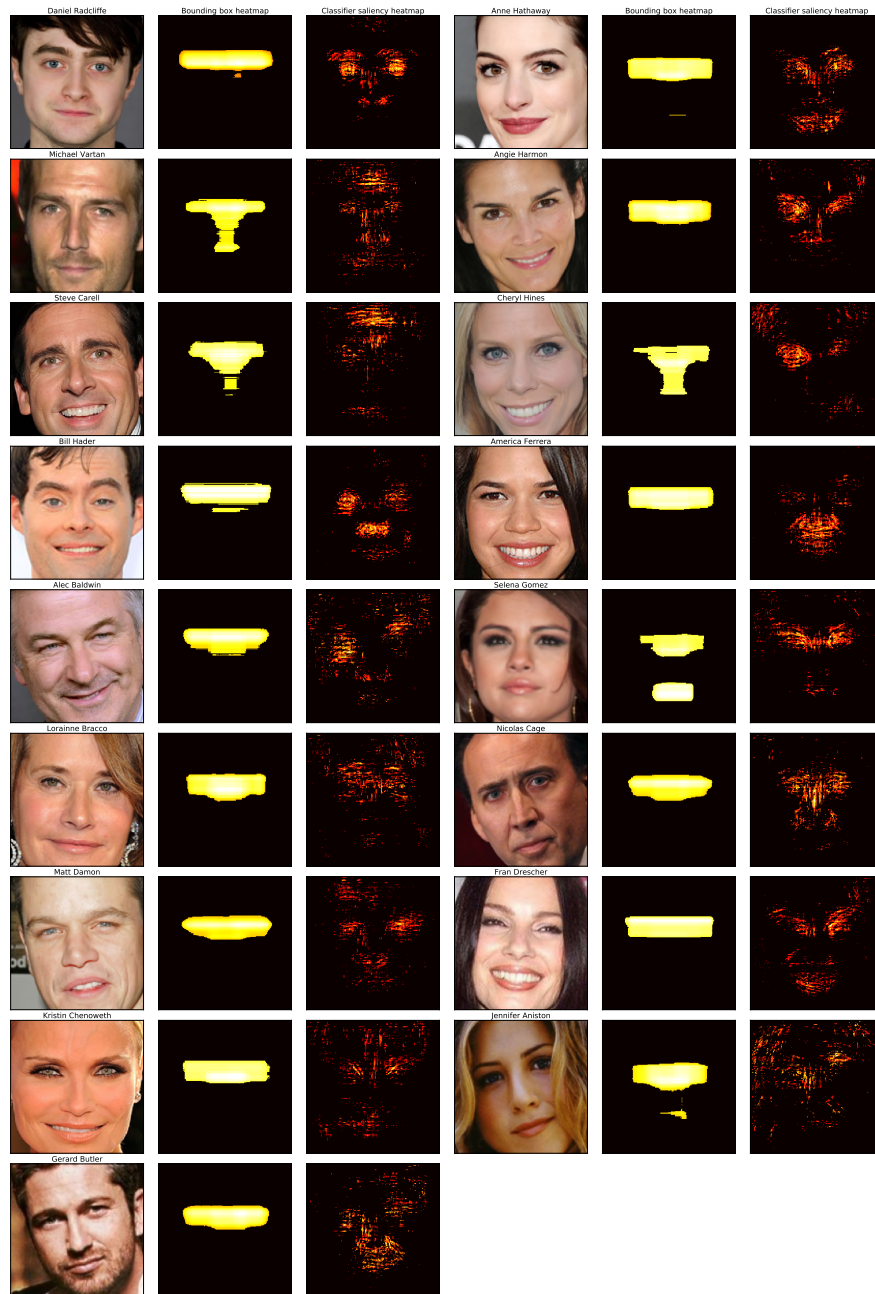 Daniel Radcliffe Bounding box heatmap Classifier saliency heatmap Anne Hathaway Bounding box heatmap Classifier saliency heatmap
Michael Vartan Angie Harmon
Steve Carell Cheryl Hines
Bill Hader America Ferrera
Alec Baldwin Selena Gomez
Lorainne Bracco Nicolas Cage
Matt Damon Fran Drescher
Kristin Chenoweth Jennifer Aniston
Gerard Butler